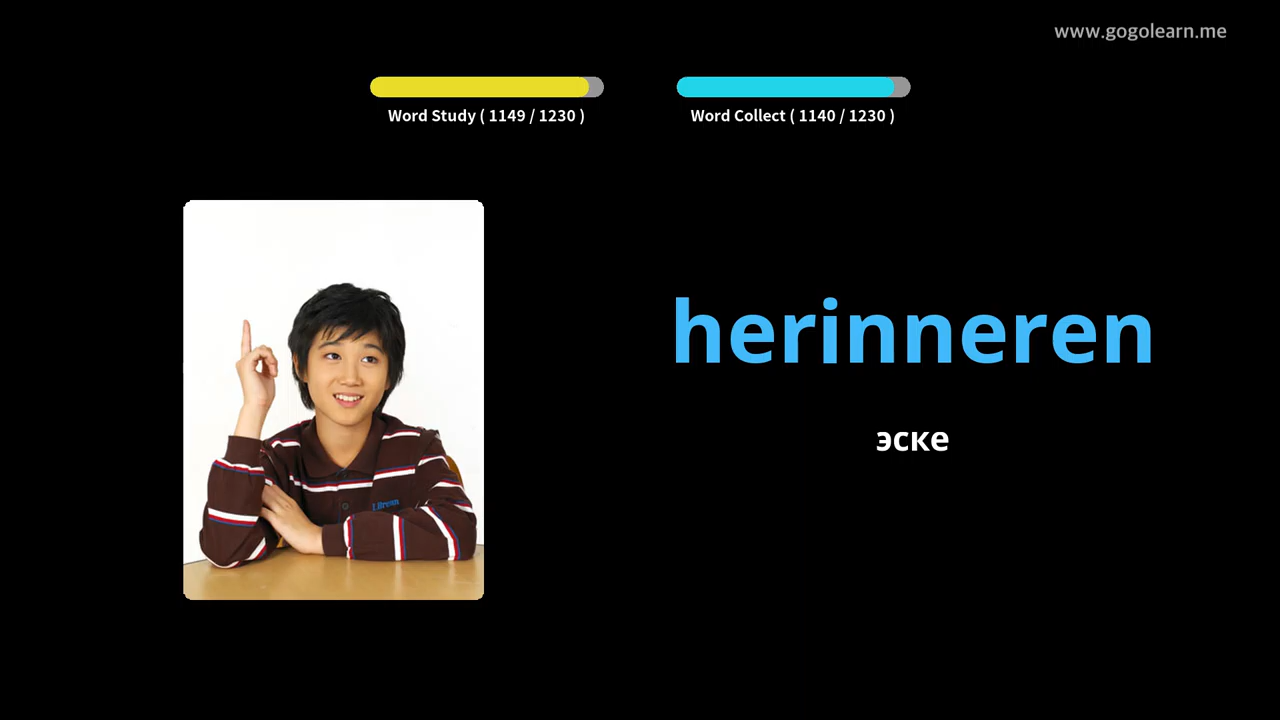 www.gogolearn.me
Word Study ( 1149 / 1230 )
Word Collect ( 1140 / 1230 )
herinneren
эске